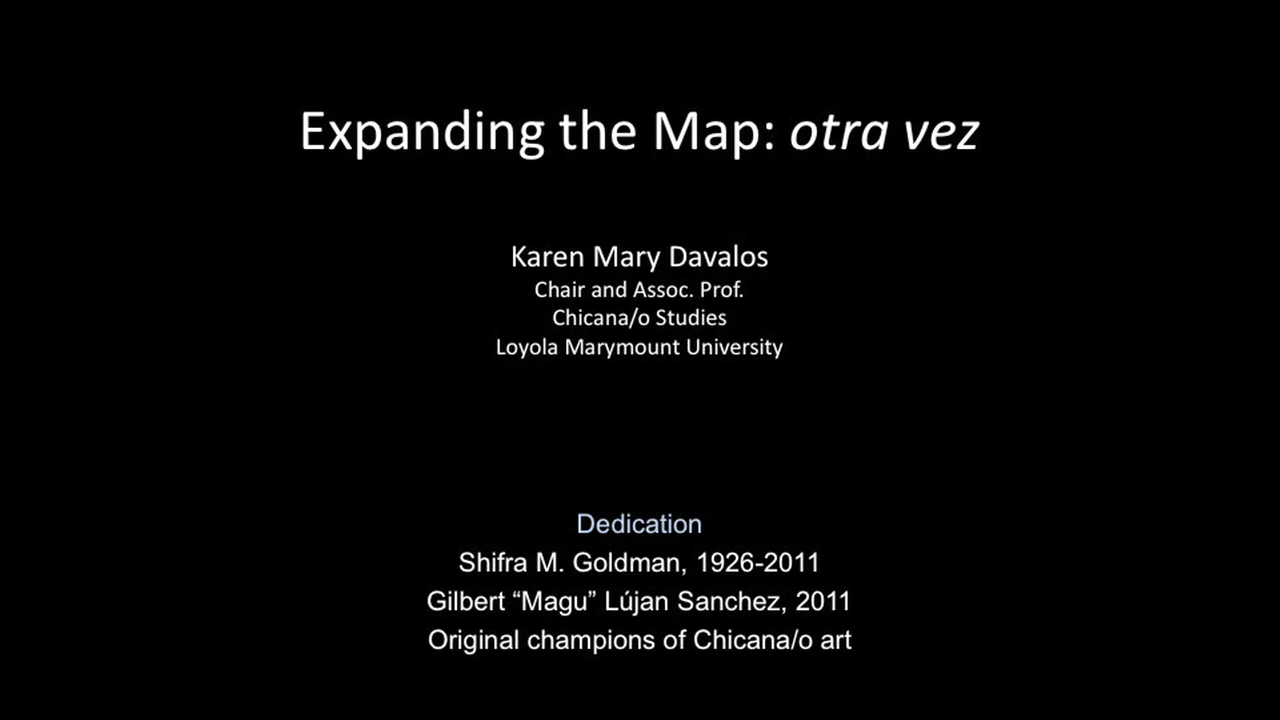 Expanding the Map: otra vez
Karen Mary Davalos
Chair and Assoc. Prof.
Chicana/o Studies
Loyola Marymount University
Dedication
Shifra M. Goldman, 1926-2011
Gilbert “Magu” Lújan Sanchez, 2011
Original champions of Chicana/o art